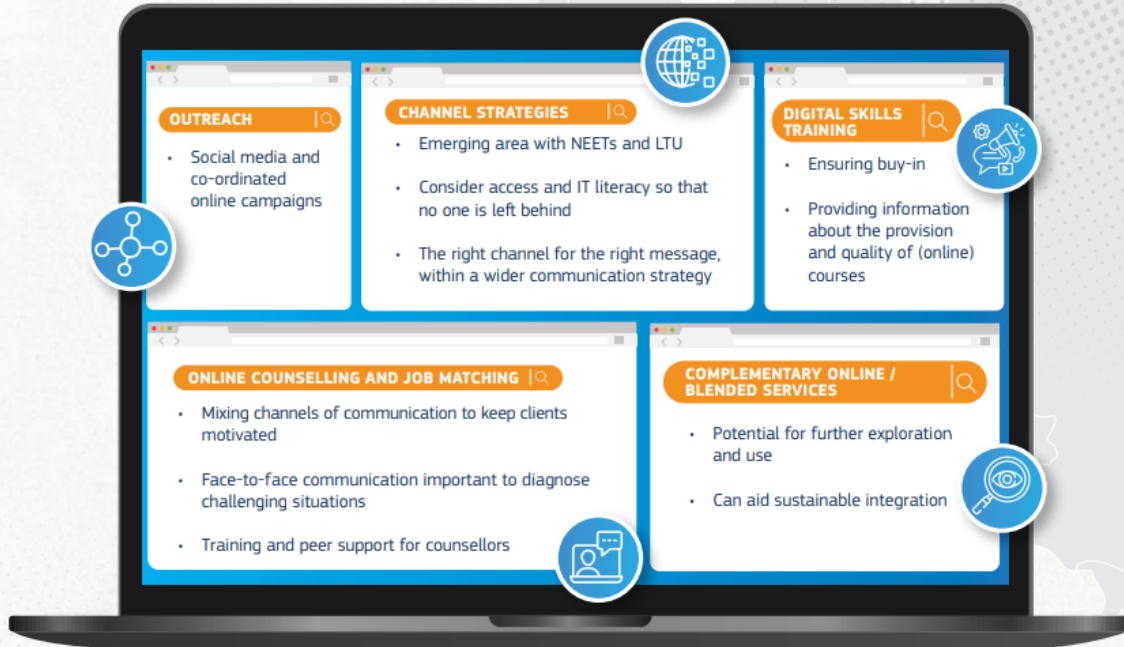 OUTREACH
• Social media and
co-ordinated
online campaigns
CHANNEL STRATEGIES
• Emerging area with NEETs and LTU
• Consider access and IT literacy so that
no one is left behind
• The right channel for the right message,
within a wider communication strategy
DIGITAL SKILLS
TRAINING
• Ensuring buy-in
• Providing information
about the provision
and quality of (online)
courses
ONLINE COUNSELLING AND JOB MATCHING
• Mixing channels of communication to keep clients
motivated
• Face-to-face communication important to diagnose
challenging situations
• Training and peer support for counsellors
COMPLEMENTARY ONLINE /
BLENDED SERVICES
• Potential for further exploration
and use
• Can aid sustainable integration